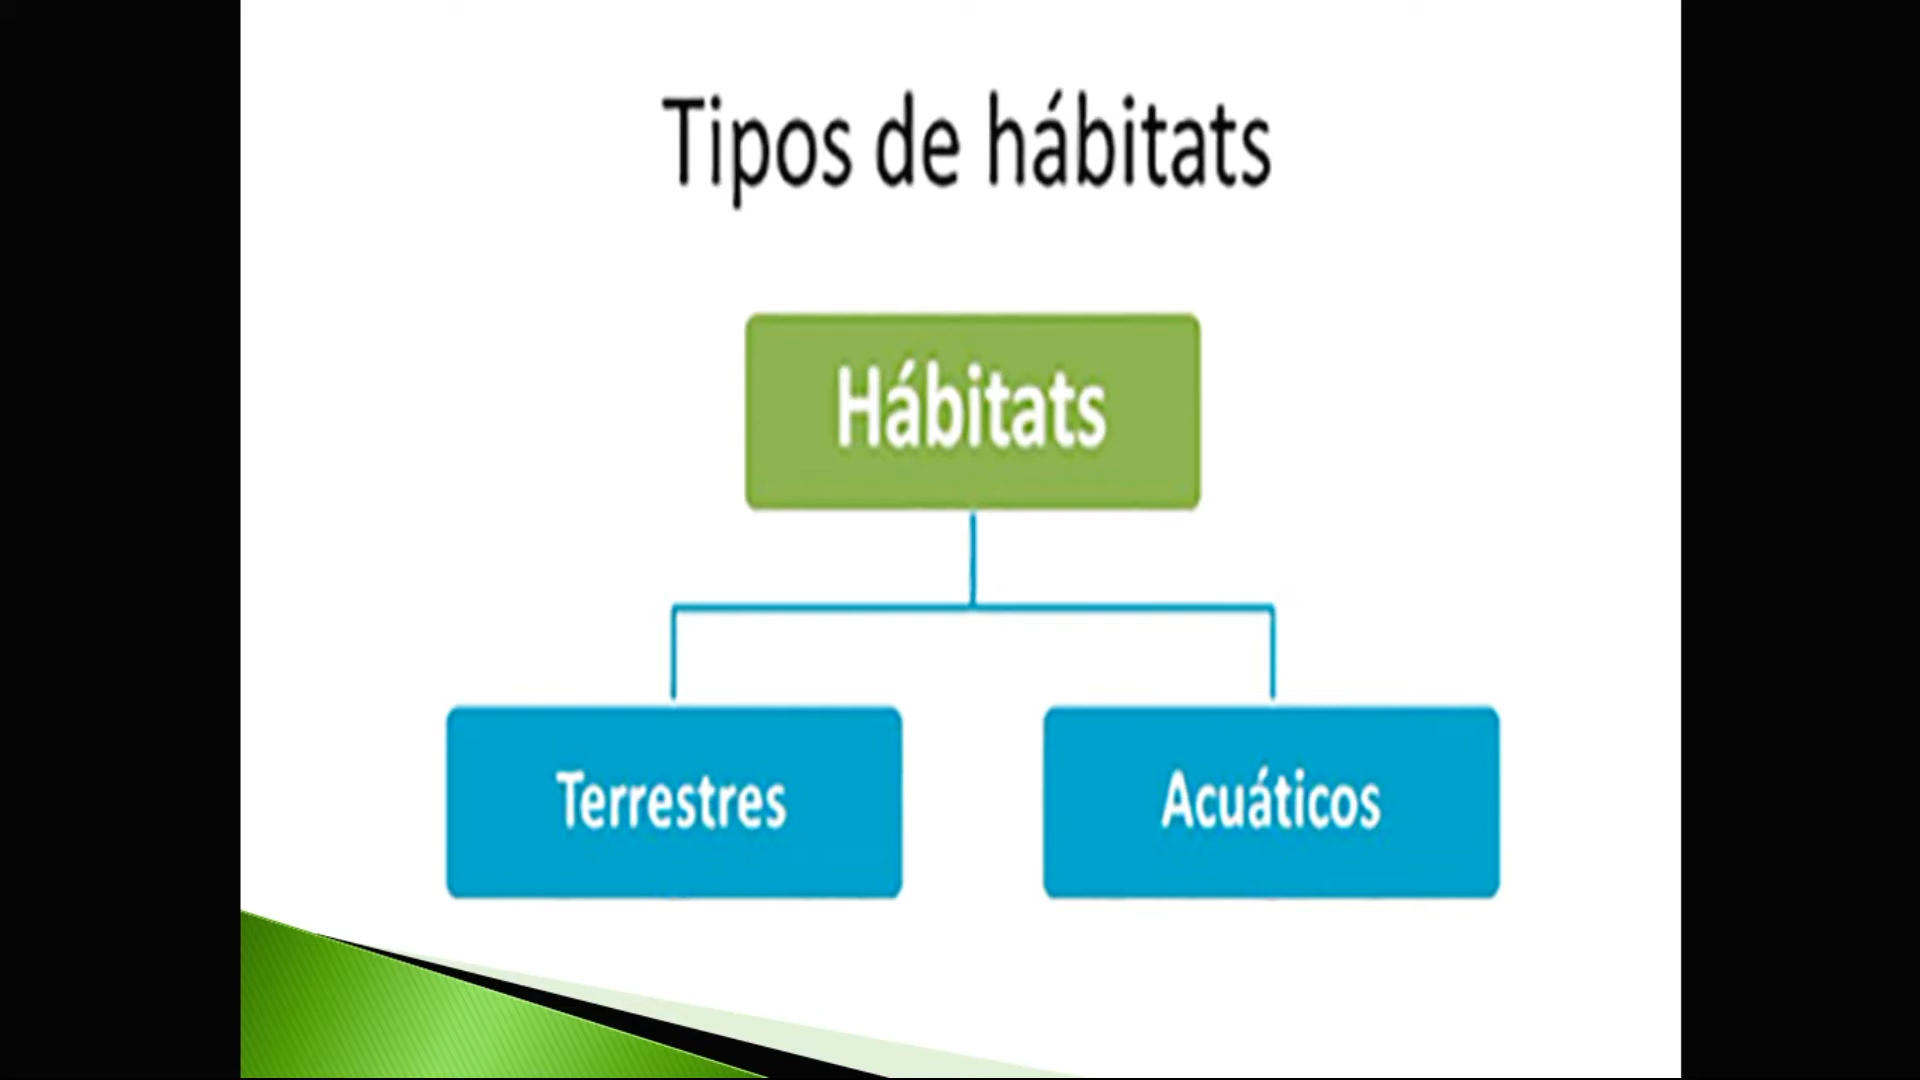 Tipos de hábitats
Hábitats
Terrestres
Acuáticos